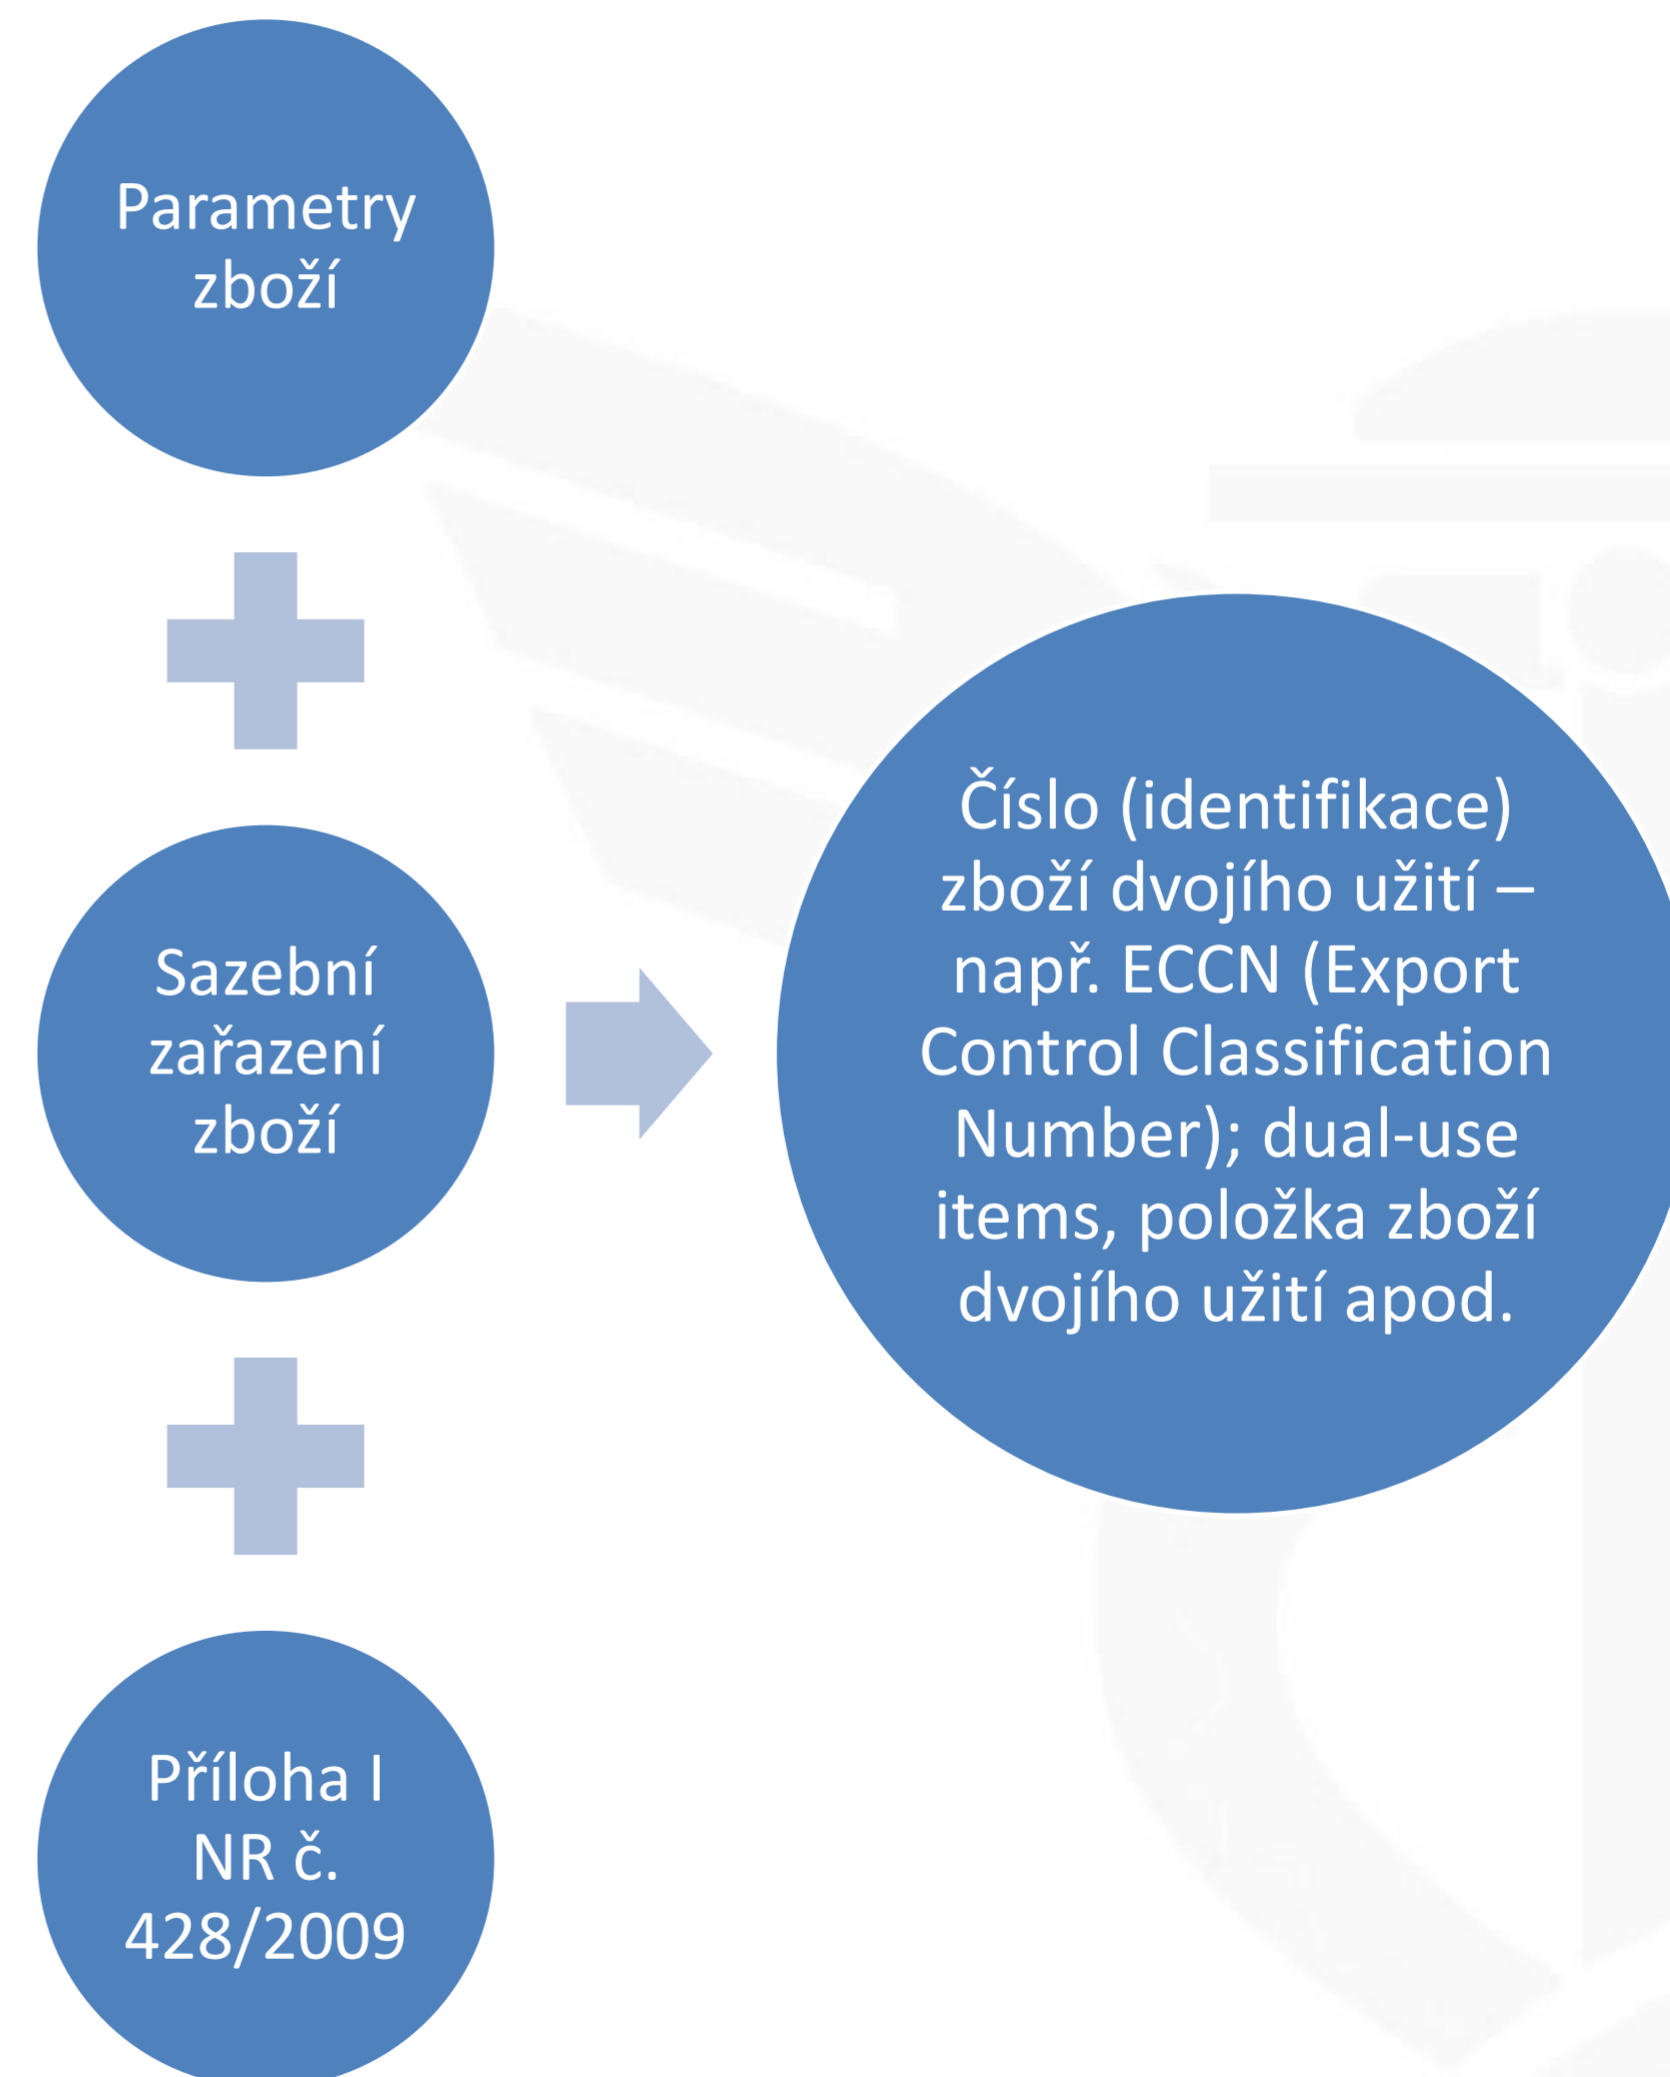 Parametry
zboží
Sazební
zařazení
zboží
Příloha I
NR č.
428/2009
Číslo (identifikace)
zboží dvojího užití –
např. ECCN (Export
Control Classification
Number); dual-use
items, položka zboží
dvojího užití apod.